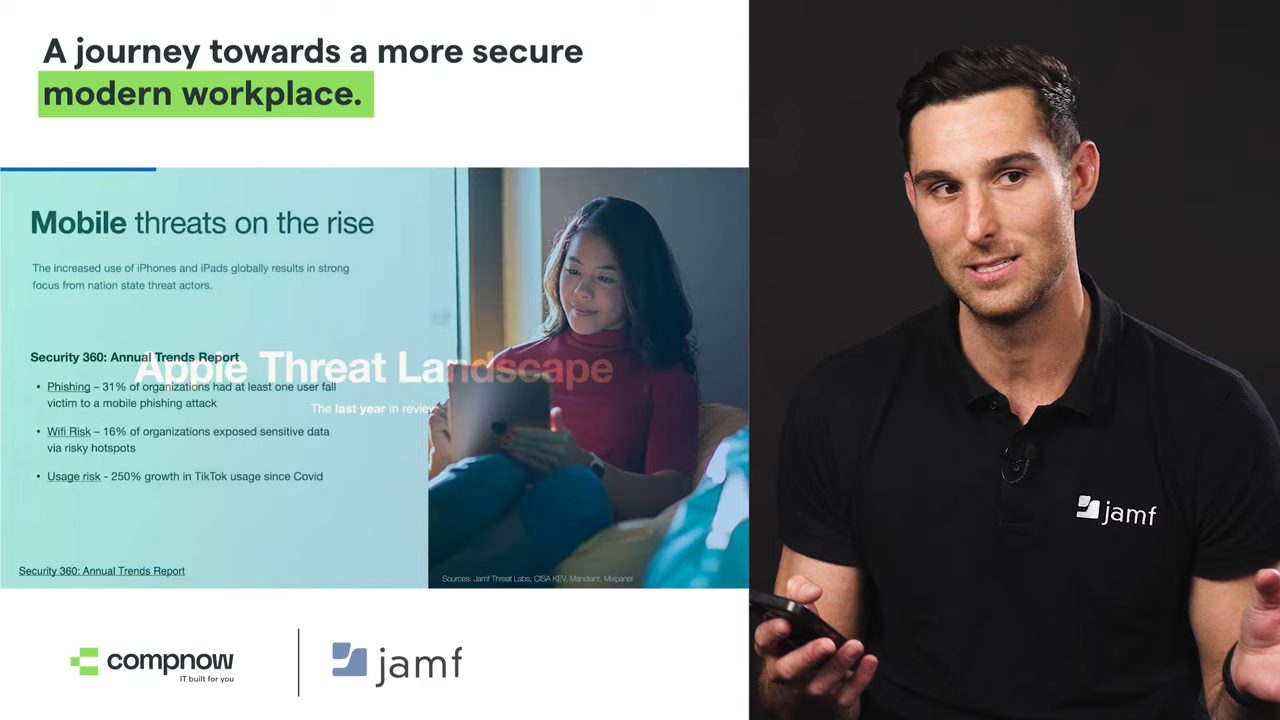 A journey towards a more secure
modern workplace.
Mobile threats on the rise
The increased use of iPhones and iPads globally results in strong
focus from nation state threat actors.
Security 360: Annual Trends Report
Apple Threat Landscape
• Phishing – 31% of organizations had at least one user fall
victim to a mobile phishing attack
The last year in review
• Wifi Risk – 16% of organizations exposed sensitive data
via risky hotspots
• Usage risk - 250% growth in TikTok usage since Covid
Security 360: Annual Trends Report
Sources: Jamf Threat Labs, CISA KEV, Mandiant, Mixpanel
compnow
IT built for you
jamf
jamf